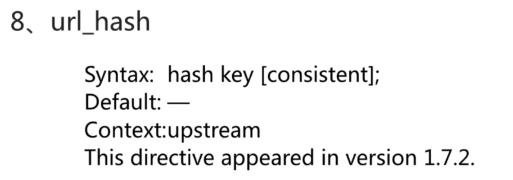 8、url_hash
Syntax: hash key [consistent];
Default: —
Context:upstream
This directive appeared in version 1.7.2.